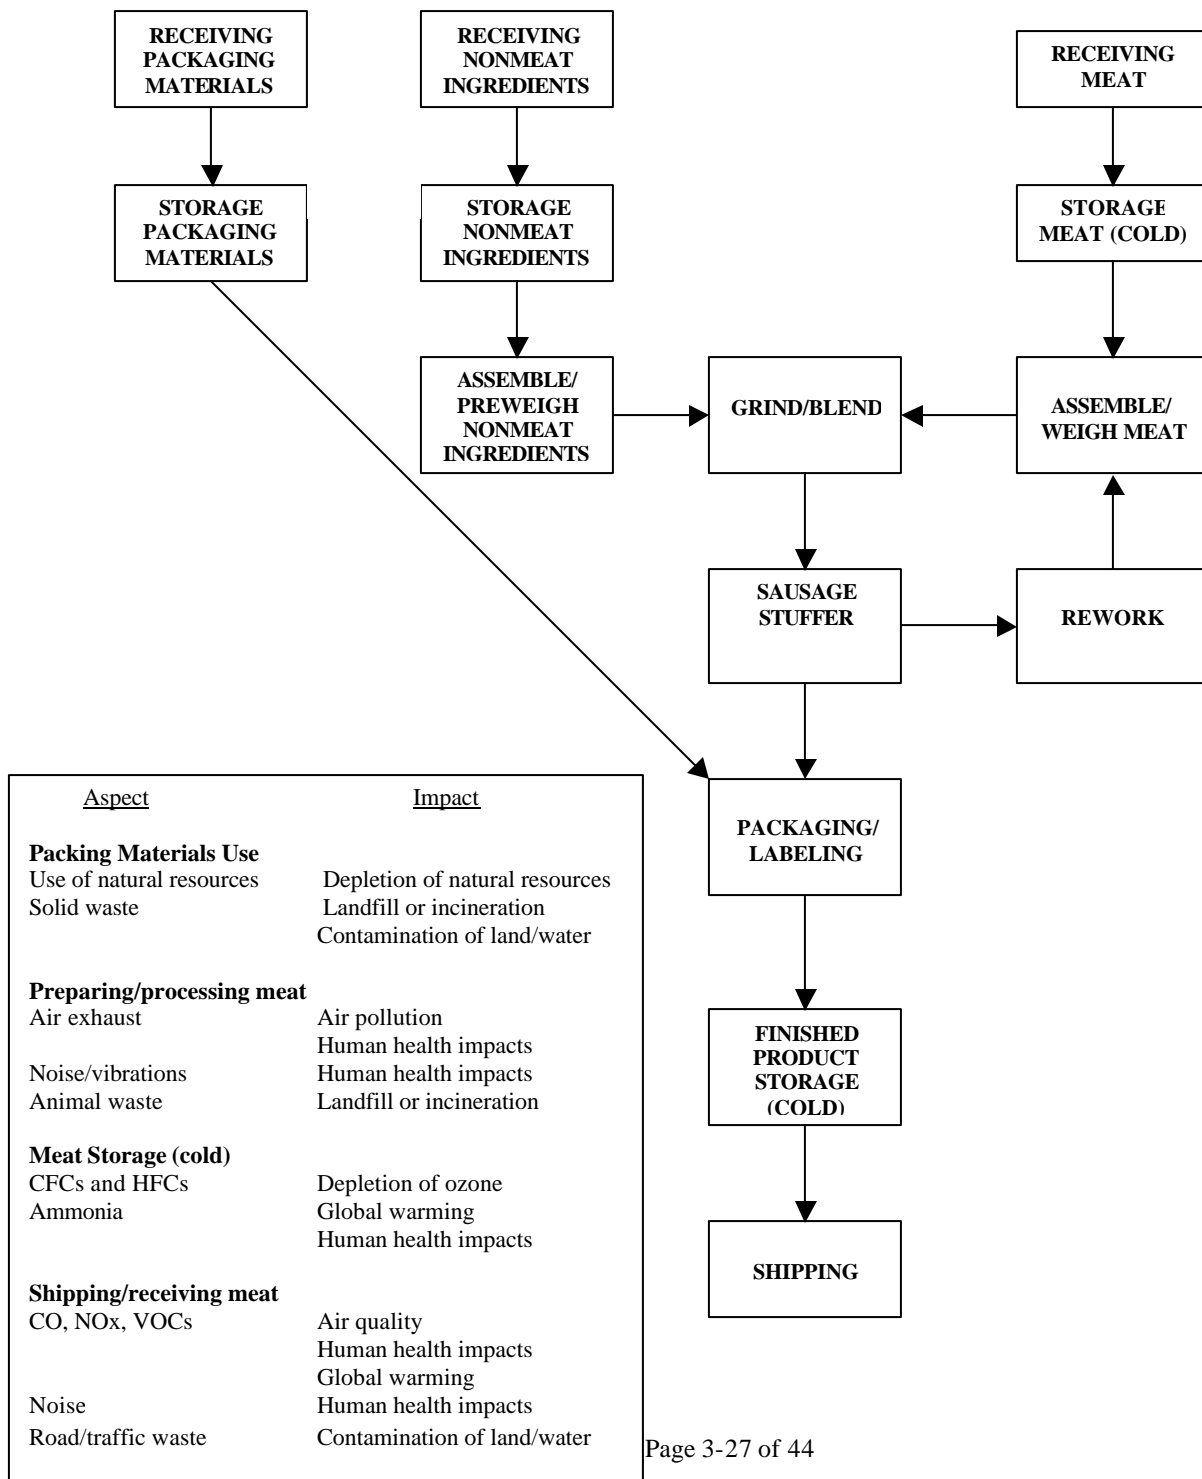 RECEIVING
PACKAGING
MATERIALS
RECEIVING
NONMEAT
INGREDIENTS
RECEIVING
MEAT
STORAGE
PACKAGING
MATERIALS
STORAGE
NONMEAT
INGREDIENTS
STORAGE
MEAT (COLD)
ASSEMBLE/
PREWEIGH
NONMEAT
INGREDIENTS
GRIND/BLEND
ASSEMBLE/
WEIGH MEAT
SAUSAGE
STUFFER
REWORK
PACKAGING/
LABELING
FINISHED
PRODUCT
STORAGE
(COLD)
SHIPPING
Aspect Impact
Packing Materials Use
Use of natural resources Depletion of natural resources
Solid waste Landfill or incineration
Contamination of land/water
Preparing/processing meat
Air exhaust Air pollution
Human health impacts
Noise/vibrations Human health impacts
Animal waste Landfill or incineration
Meat Storage (cold)
CFCs and HFCs Depletion of ozone
Ammonia Global warming
Human health impacts
Shipping/receiving meat
CO, NOx, VOCs Air quality
Human health impacts
Global warming
Noise Human health impacts
Road/traffic waste Contamination of land/water
Page 3-27 of 44